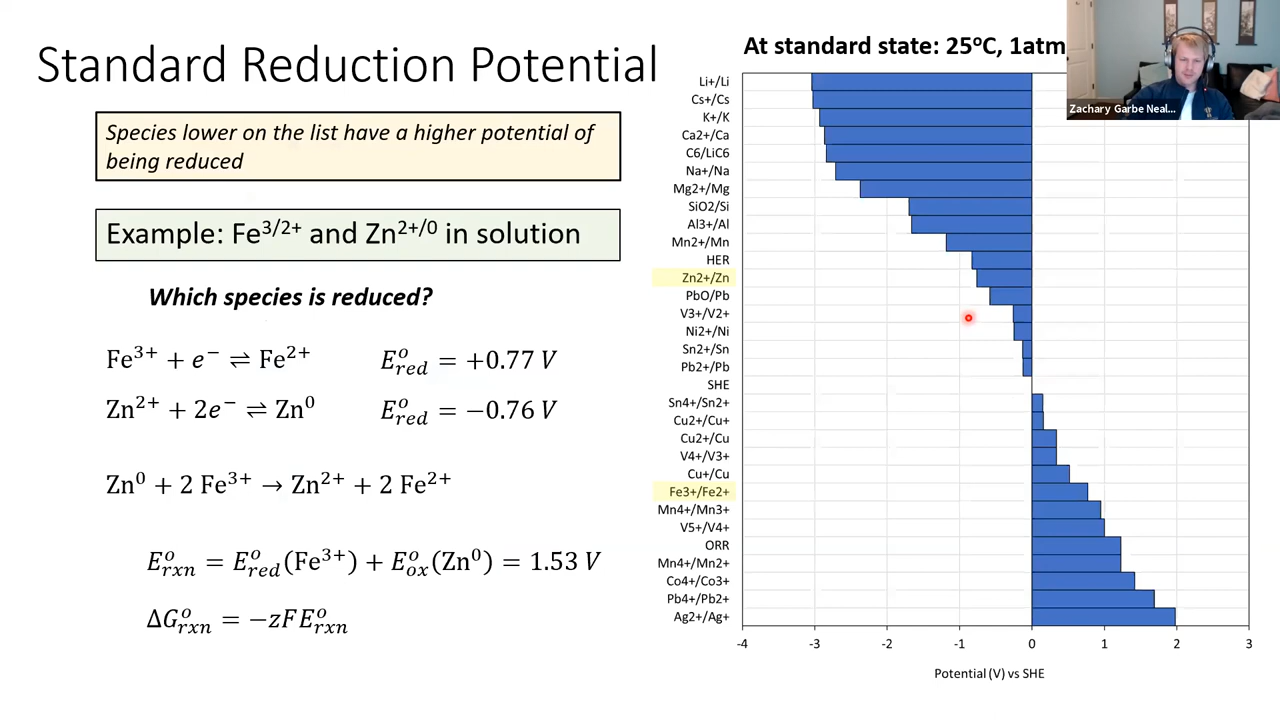 Standard Reduction Potential
Species lower on the list have a higher potential of
being reduced
Example: Fe³ᐟ²⁺ and Zn²⁺ᐟ⁰ in solution
Which species is reduced?
Fe³⁺ + e⁻ ⇌ Fe²⁺ E°red = +0.77 V
Zn²⁺ + 2e⁻ ⇌ Zn⁰ E°red = −0.76 V
Zn⁰ + 2 Fe³⁺ → Zn²⁺ + 2 Fe²⁺
E°rxn = E°red(Fe³⁺) + E°ox(Zn⁰) = 1.53 V
ΔG°rxn = −zFE°rxn
At standard state: 25°C, 1atm
Zachary Garbe Neal...
Li+/Li
Cs+/Cs
K+/K
Ca2+/Ca
C6/LiC6
Na+/Na
Mg2+/Mg
SiO2/Si
Al3+/Al
Mn2+/Mn
HER
Zn2+/Zn
PbO/Pb
V3+/V2+
Ni2+/Ni
Sn2+/Sn
Pb2+/Pb
SHE
Sn4+/Sn2+
Cu2+/Cu+
Cu2+/Cu
V4+/V3+
Cu+/Cu
Fe3+/Fe2+
Mn4+/Mn3+
V5+/V4+
ORR
Mn4+/Mn2+
Co4+/Co3+
Pb4+/Pb2+
Ag2+/Ag+
-4 -3 -2 -1 0 1 2 3
Potential (V) vs SHE